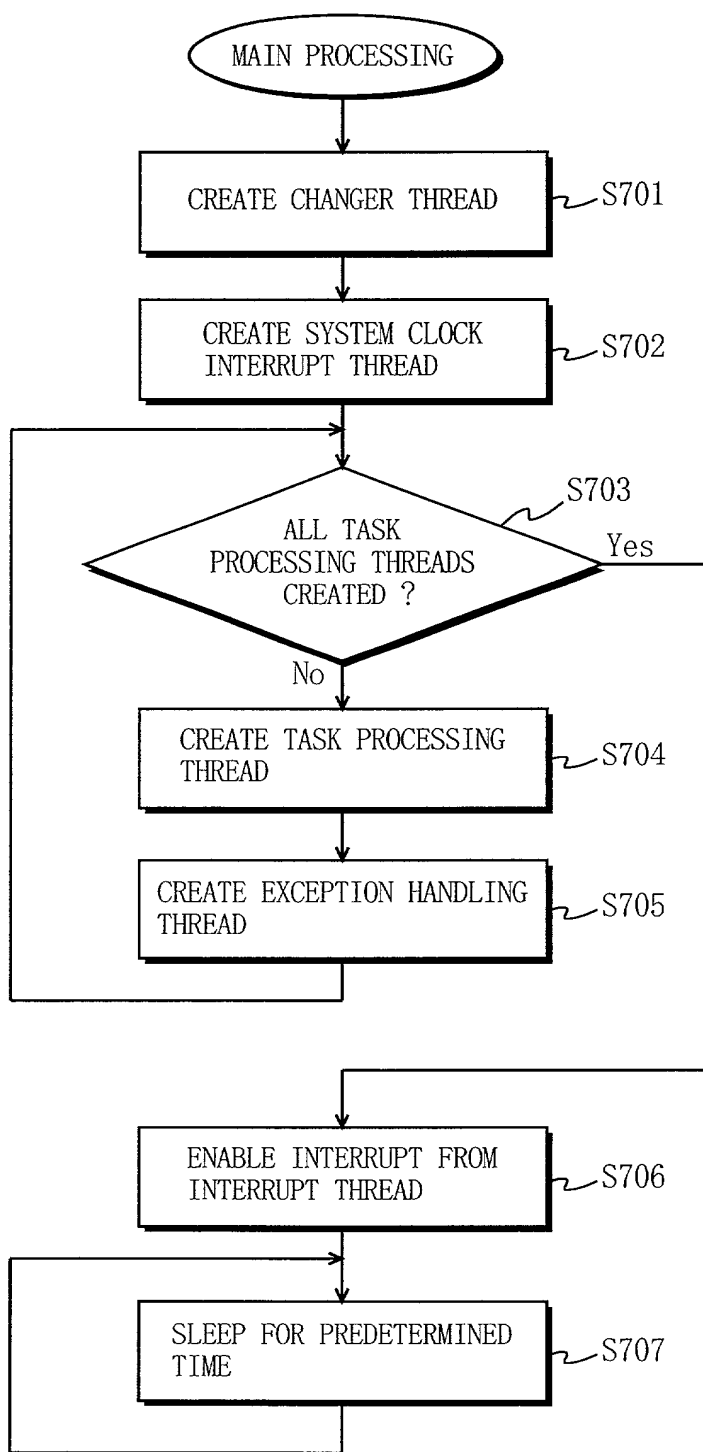 MAIN PROCESSING
CREATE CHANGER THREAD
S701
CREATE SYSTEM CLOCK
INTERRUPT THREAD
S702
S703
ALL TASK
PROCESSING THREADS
CREATED ?
Yes
No
CREATE TASK PROCESSING
THREAD
S704
CREATE EXCEPTION HANDLING
THREAD
S705
ENABLE INTERRUPT FROM
INTERRUPT THREAD
S706
SLEEP FOR PREDETERMINED
TIME
S707